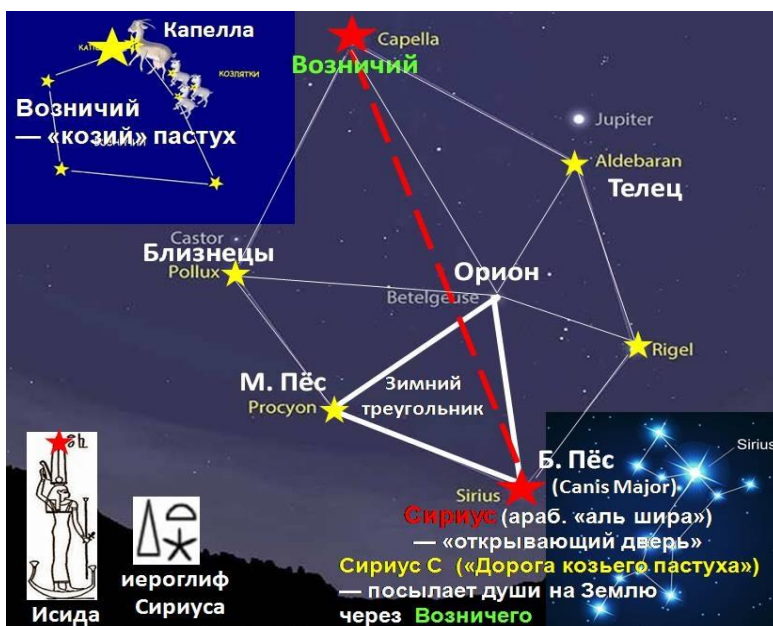 Капелла
КАПЕЛЛА
КОЗЛЯТКИ
Возничий
— «козий» пастух
ВОЗНИЧИЙ
Capella
Возничий
Jupiter
Aldebaran
Телец
Castor
Близнецы
Pollux
Орион
Betelgeuse
Rigel
М. Пёс
Procyon
Зимний
треугольник
Б. Пёс
Sirius
(Canis Major)
Sirius
Сириус (араб. «аль шира»)
— «открывающий дверь»
Сириус С («Дорога козьего пастуха»)
— посылает души на Землю
через Возничего
Исида
иероглиф
Сириуса